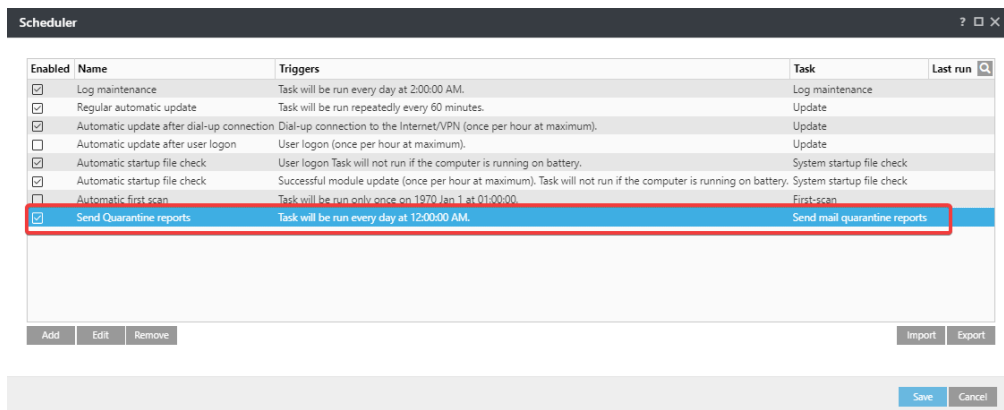 Scheduler ?
Enabled Name Triggers Task Last run
Log maintenance Task will be run every day at 2:00:00 AM. Log maintenance
Regular automatic update Task will be run repeatedly every 60 minutes. Update
Automatic update after dial-up connection Dial-up connection to the Internet/VPN (once per hour at maximum). Update
Automatic update after user logon User logon (once per hour at maximum). Update
Automatic startup file check User logon Task will not run if the computer is running on battery. System startup file check
Automatic startup file check Successful module update (once per hour at maximum). Task will not run if the computer is running on battery. System startup file check
Automatic first scan Task will be run only once on 1970 Jan 1 at 01:00:00. First-scan
Send Quarantine reports Task will be run every day at 12:00:00 AM. Send mail quarantine reports
Add Edit Remove Import Export
Save Cancel